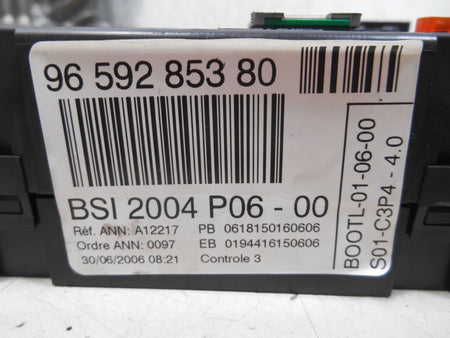 96 592 853 80
BSI 2004 P06 - 00
Réf. ANN: A12217 PB 0618150160606
Ordre ANN: 0097 EB 0194416150606
30/06/2006 08:21 Controle 3
BOOTL-01-06-00
S01-C3P4 - 4.0